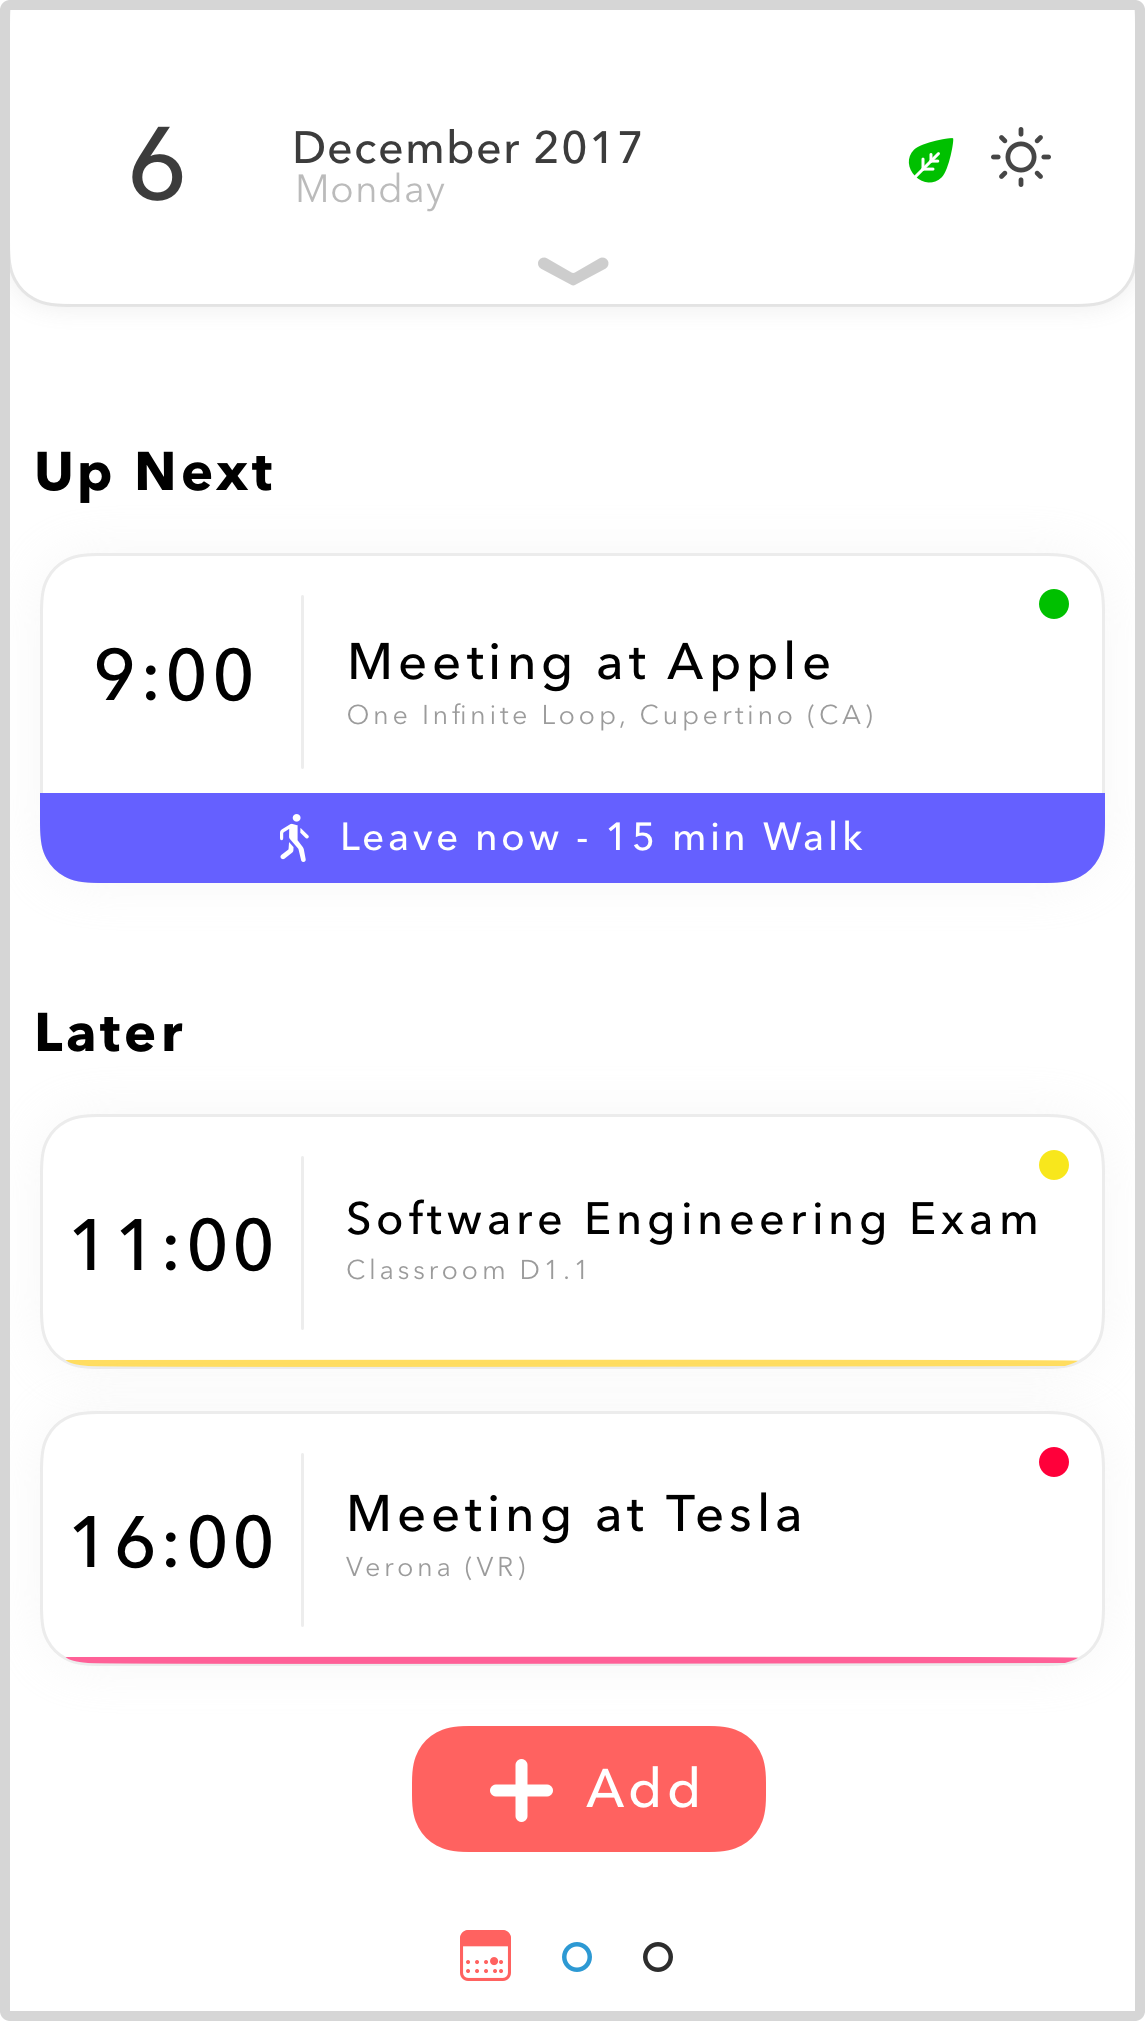 6
December 2017
Monday
Up Next
9:00
Meeting at Apple
One Infinite Loop, Cupertino (CA)
Leave now - 15 min Walk
Later
11:00
Software Engineering Exam
Classroom D1.1
16:00
Meeting at Tesla
Verona (VR)
Add